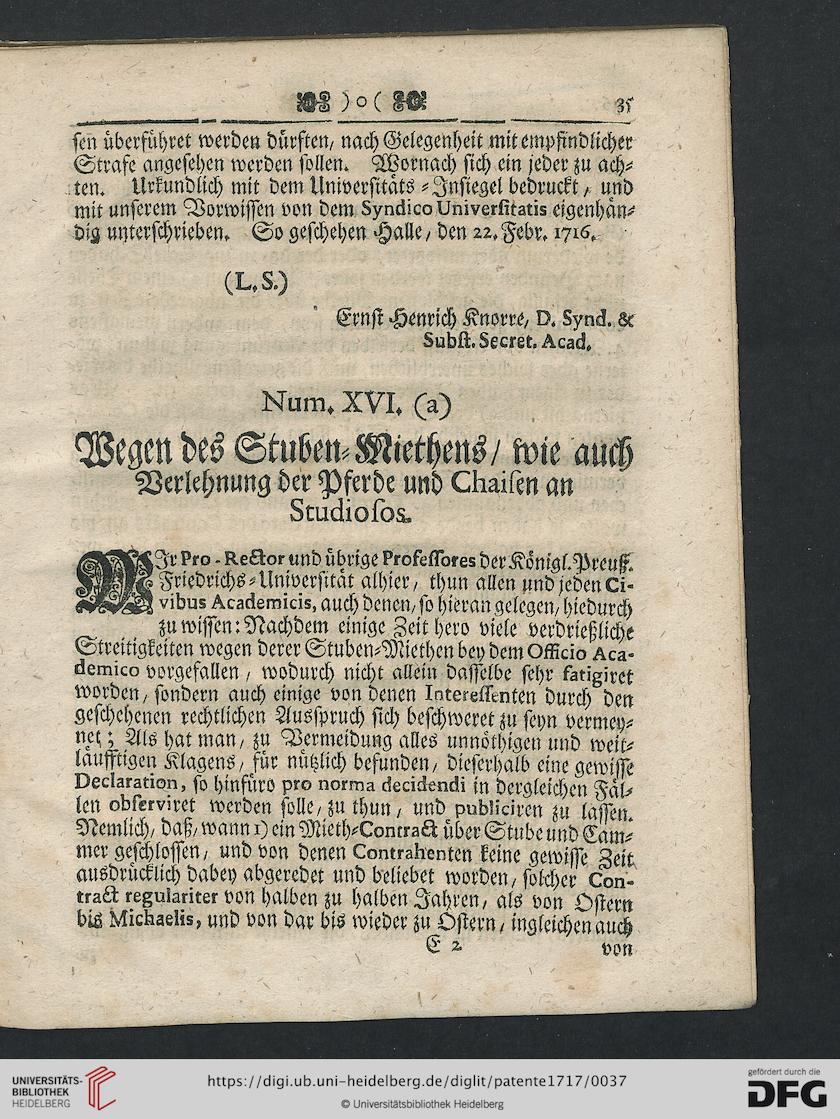 ) o ( 35
sen überführet werden dürften, nach Gelegenheit mit empfindlicher
Strafe angesehen werden sollen. Wornach sich ein jeder zu ach-
ten. Urkundlich mit dem Universitäts-Insiegel bedruckt, und
mit unserem Vorwissen von dem Syndico Universitatis eigenhän-
dig unterschrieben. So geschehen Halle, den 22. Febr. 1716.
(L.S.)
Ernst Henrich Knorre, D. Synd. &
Subst. Secret. Acad.
Num. XVI. (a)
Wegen des Stuben-Miethens/ wie auch
Verlehnung der Pferde und Chaisen an
Studiosos.
WIr Pro-Rector und übrige Professores der Königl. Preuß.
Friedrichs-Universität alhier, thun allen und jeden Ci-
vibus Academicis, auch denen, so hieran gelegen, hiedurch
zu wissen: Nachdem einige Zeit hero viele verdrießliche
Streitigkeiten wegen derer Stuben-Miethen bey dem Officio Aca-
demico vorgefallen, wodurch nicht allein dasselbe sehr fatigiret
worden, sondern auch einige von denen Interessenten durch den
geschehenen rechtlichen Ausspruch sich beschweret zu seyn vermey-
net; Als hat man, zu Vermeidung alles unnöthigen und weit-
läufftigen Klagens, für nützlich befunden, dieserhalb eine gewisse
Declaration, so hinfüro pro norma decidendi in dergleichen Fäl-
len observiret werden solle, zu thun, und publiciren zu lassen.
Nemlich, daß, wann 1) ein Mieth-Contract über Stube und Cam-
mer geschlossen, und von denen Contrahenten keine gewisse Zeit
ausdrücklich dabey abgeredet und beliebet worden, solcher Con-
tract regulariter von halben zu halben Jahren, als von Ostern
bis Michaelis, und von dar bis wieder zu Ostern, ingleichen auch
E 2 von
UNIVERSITÄTS-
BIBLIOTHEK
HEIDELBERG
https://digi.ub.uni-heidelberg.de/diglit/patente1717/0037
© Universitätsbibliothek Heidelberg
gefördert durch die
DFG